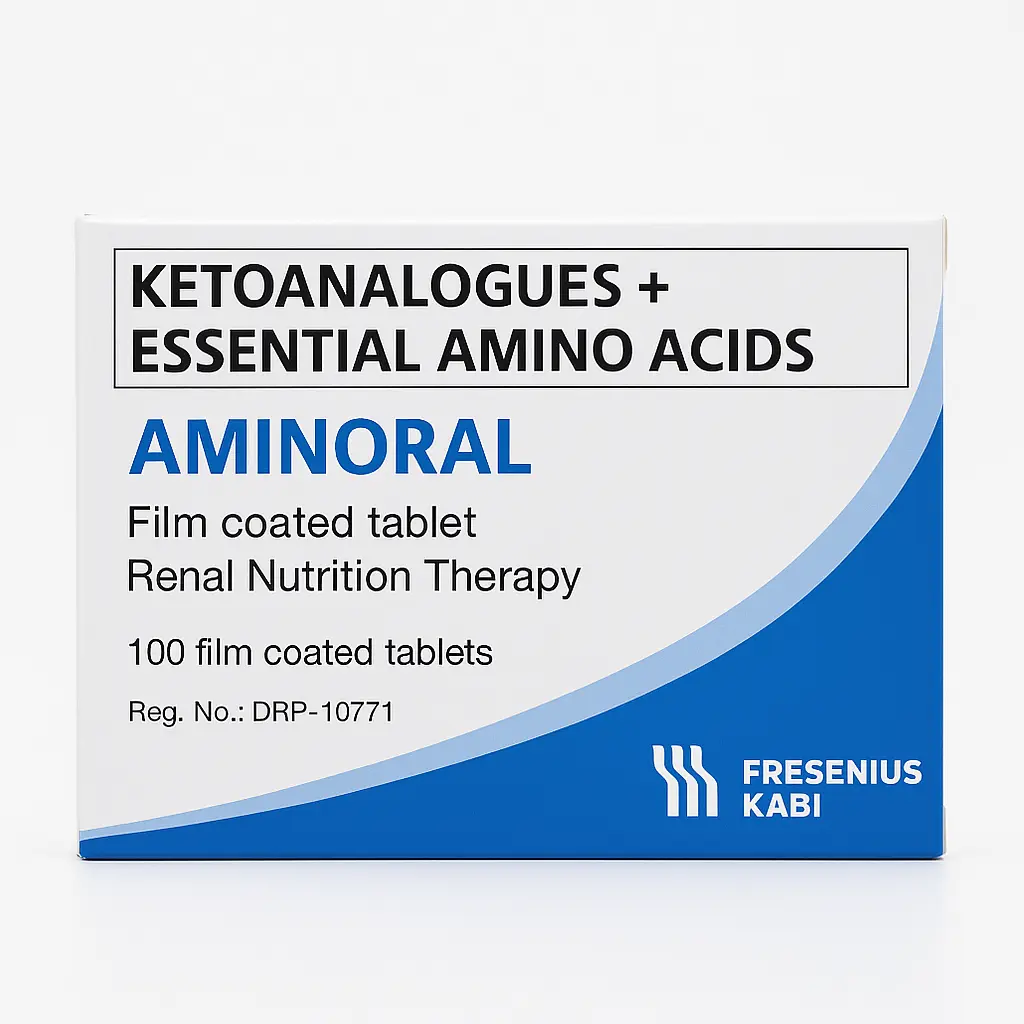 KETOANALOGUES +
ESSENTIAL AMINO ACIDS
AMINORAL
Film coated tablet
Renal Nutrition Therapy
100 film coated tablets
Reg. No.: DRP-10771
FRESENIUS
KABI